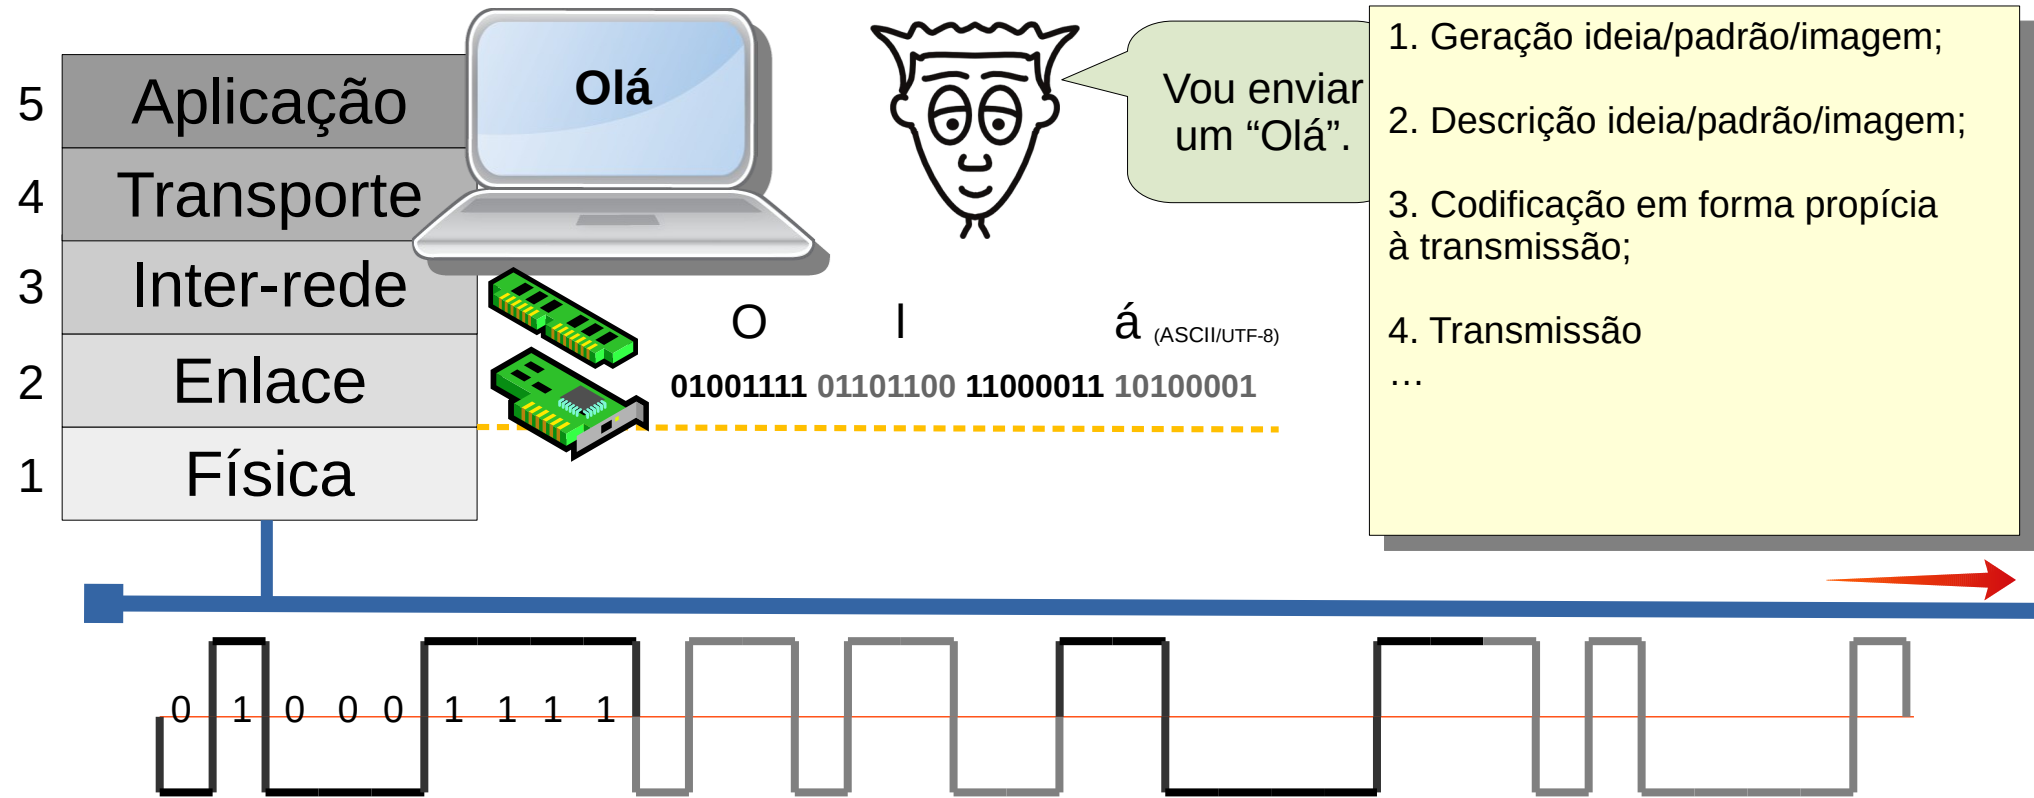 5 Aplicação
4 Transporte
3 Inter-rede
2 Enlace
1 Física
Olá
Vou enviar
um “Olá”.
1. Geração ideia/padrão/imagem;
2. Descrição ideia/padrão/imagem;
3. Codificação em forma propícia
à transmissão;
4. Transmissão
…
O l á (ASCII/UTF-8)
01001111 01101100 11000011 10100001
0 1 0 0 0 1 1 1 1